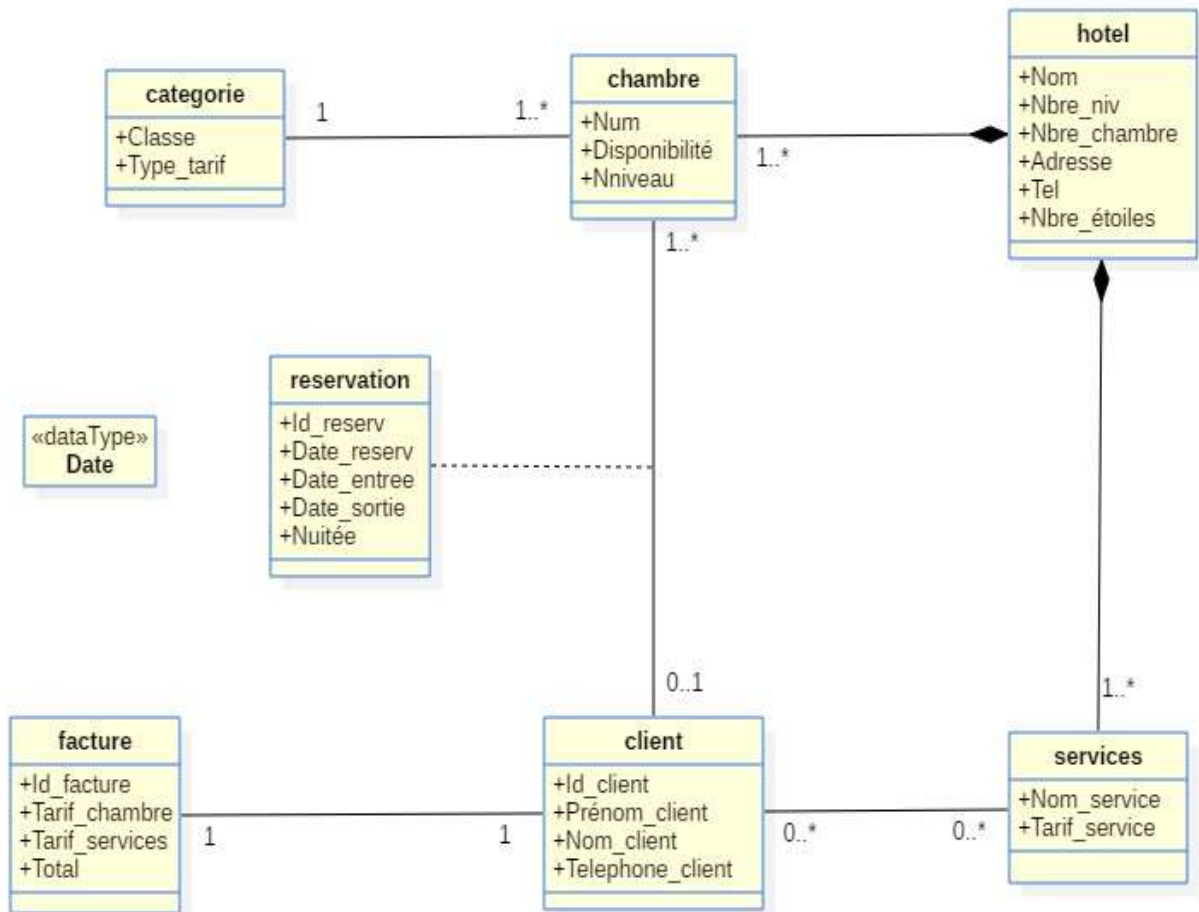 hotel
+Nom
+Nbre_niv
+Nbre_chambre
+Adresse
+Tel
+Nbre_étoiles
categorie
+Classe
+Type_tarif
1
1..*
chambre
+Num
+Disponibilité
+Nniveau
1..*
1..*
reservation
+Id_reserv
+Date_reserv
+Date_entree
+Date_sortie
+Nuitée
«dataType»
Date
0..1
1..*
facture
+Id_facture
+Tarif_chambre
+Tarif_services
+Total
1
1
client
+Id_client
+Prénom_client
+Nom_client
+Telephone_client
0..*
0..*
services
+Nom_service
+Tarif_service